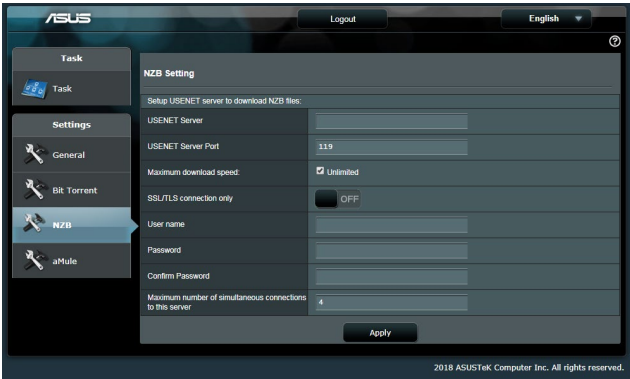 ASUS
Logout
English
Task
Task
Settings
General
Bit Torrent
NZB
aMule
NZB Setting
Setup USENET server to download NZB files:
USENET Server
USENET Server Port
119
Maximum download speed:
Unlimited
SSL/TLS connection only
OFF
User name
Password
Confirm Password
Maximum number of simultaneous connections
to this server
4
Apply
2018 ASUSTeK Computer Inc. All rights reserved.